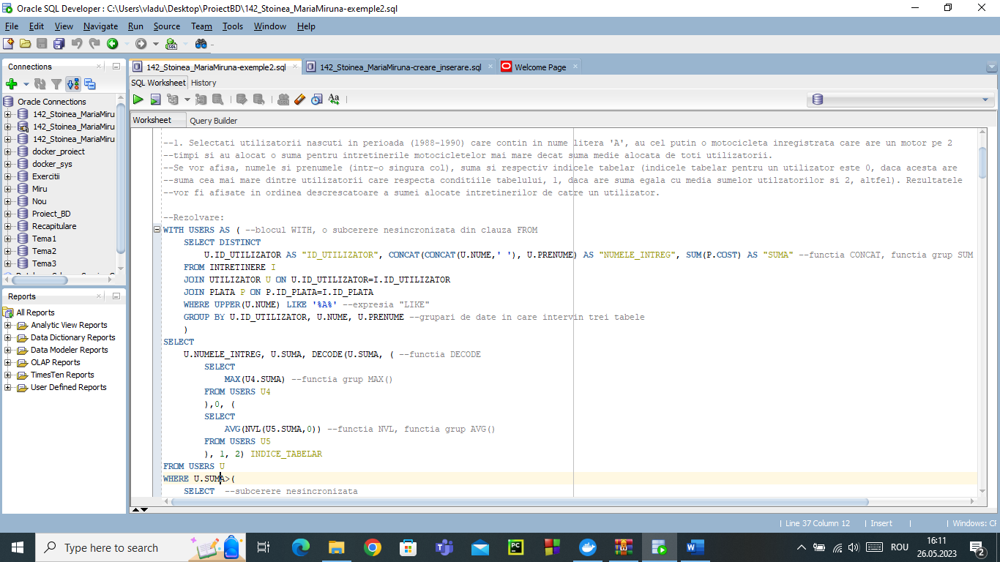 Oracle SQL Developer : C:\Users\vladu\Desktop\ProiectBD\142_Stoinea_MariaMiruna-exemple2.sql
File Edit View Navigate Run Source Team Tools Window Help
Connections
Oracle Connections
142_Stoinea_MariaMiru
142_Stoinea_MariaMiru
142_Stoinea_MariaMiru
docker_project
docker_sys
Exercitii
Miru
Nou
Proiect_BD
Recapitulare
Tema1
Tema2
Tema3
Reports
All Reports
Analytic View Reports
Data Dictionary Reports
Data Modeler Reports
OLAP Reports
TimesTen Reports
User Defined Reports
142_Stoinea_MariaMiruna-exemple2.sql 142_Stoinea_MariaMiruna-creare_inserare.sql Welcome Page
SQL Worksheet History
Worksheet Query Builder
--1. Selectati utilizatorii nascuti in perioada (1988-1990) care contin in nume litera 'A', au cel putin o motocicleta inregistrata care are un motor pe 2
--timpi si au alocat o suma pentru intretinerile motocicletelor mai mare decat suma medie alocata de toti utilizatorii.
--Se vor afisa, numele si prenumele (intr-o singura col), suma si respectiv indicele tabelar (indicele tabelar pentru un utilizator este 0, daca acesta are
--suma cea mai mare dintre utilizatorii care respecta conditiile tabelului, 1, daca are suma egala cu media sumelor utilzatorilor si 2, altfel). Rezultatele
--vor fi afisate in ordinea descrescatoare a sumei alocate intretinerilor de catre un utilizator.
--Rezolvare:
WITH USERS AS ( --blocul WITH, o subcerere nesincronizata din clauza FROM
SELECT DISTINCT
U.ID_UTILIZATOR AS "ID_UTILIZATOR", CONCAT(CONCAT(U.NUME,' '), U.PRENUME) AS "NUMELE_INTREG", SUM(P.COST) AS "SUMA" --functia CONCAT, functia grup SUM
FROM INTRETINERE I
JOIN UTILIZATOR U ON U.ID_UTILIZATOR=I.ID_UTILIZATOR
JOIN PLATA P ON P.ID_PLATA=I.ID_PLATA
WHERE UPPER(U.NUME) LIKE '%A%' --expresia "LIKE"
GROUP BY U.ID_UTILIZATOR, U.NUME, U.PRENUME --grupari de date in care intervin trei tabele
)
SELECT
U.NUMELE_INTREG, U.SUMA, DECODE(U.SUMA, ( --functia DECODE
SELECT
MAX(U4.SUMA) --functia grup MAX()
FROM USERS U4
),0, (
SELECT
AVG(NVL(U5.SUMA,0)) --functia NVL, functia grup AVG()
FROM USERS U5
), 1, 2) INDICE_TABELAR
FROM USERS U
WHERE U.SUMA>(
SELECT --subcerere nesincronizata
Line 37 Column 12 Insert Windows: CF
Type here to search
ROU
16:11
26.05.2023
2